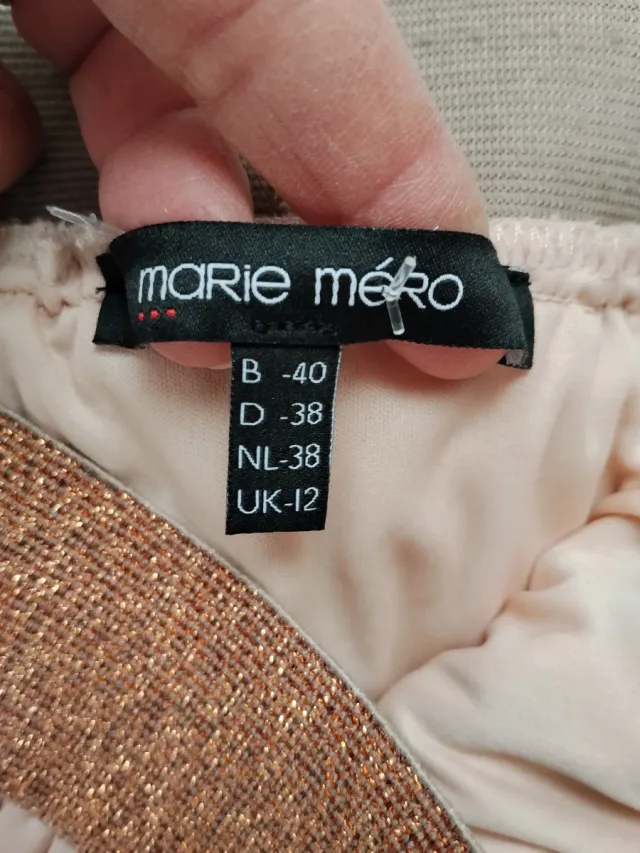 maRie méRo
B -40
D -38
NL-38
UK-12